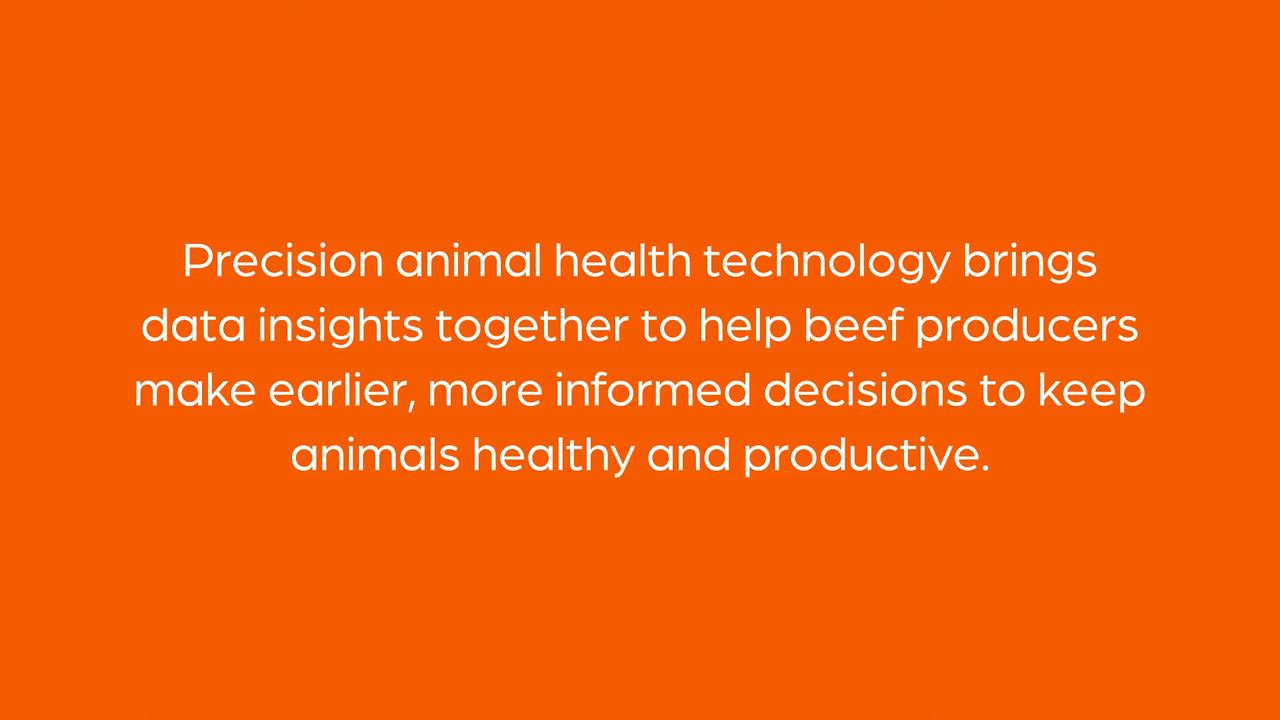 Precision animal health technology brings
data insights together to help beef producers
make earlier, more informed decisions to keep
animals healthy and productive.